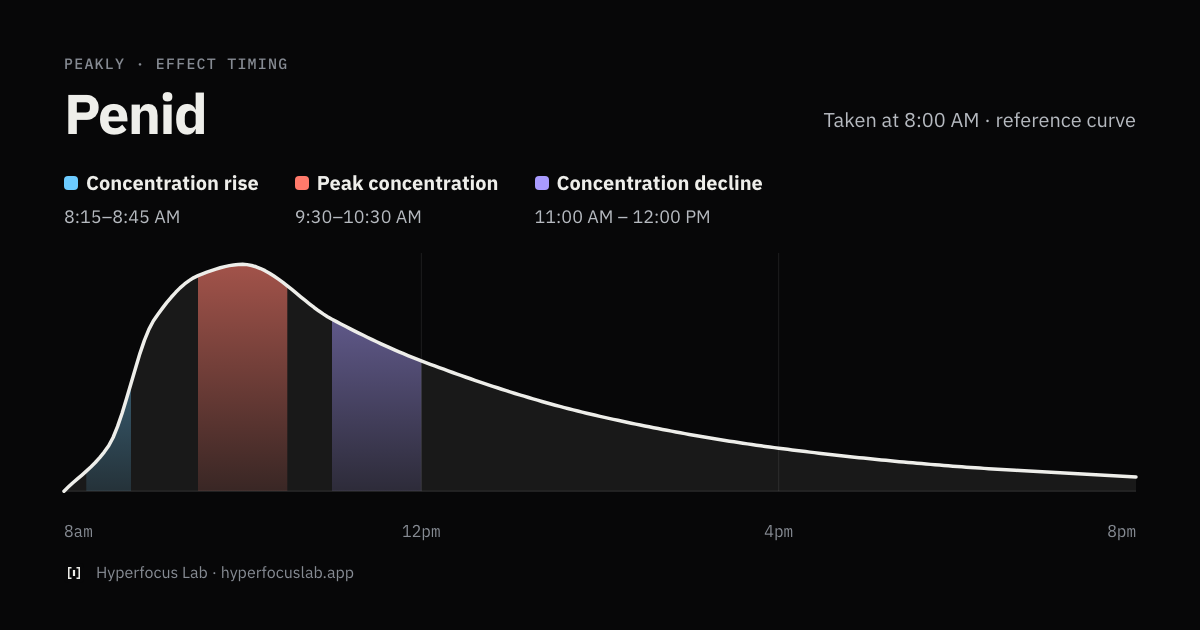 PEAKLY · EFFECT TIMING
Penid
Taken at 8:00 AM · reference curve
Concentration rise
8:15–8:45 AM
Peak concentration
9:30–10:30 AM
Concentration decline
11:00 AM – 12:00 PM
8am 12pm 4pm 8pm
Hyperfocus Lab · hyperfocuslab.app